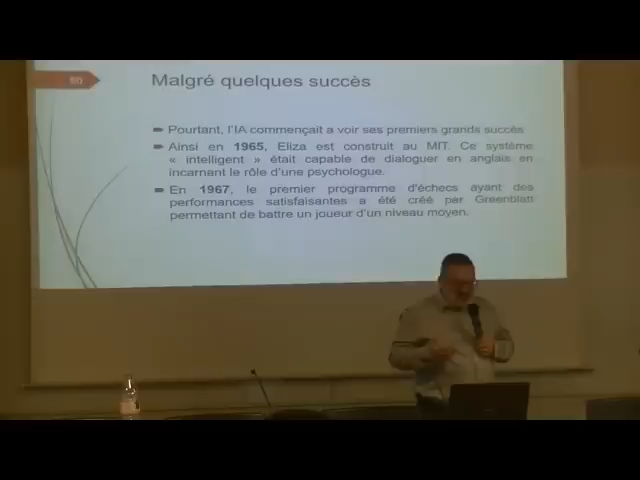 50
Malgré quelques succès
Pourtant, l'IA commençait a voir ses premiers grands succès
Ainsi en 1965, Eliza est construit au MIT. Ce système
« intelligent » était capable de dialoguer en anglais en
incarnant le rôle d'une psychologue.
En 1967, le premier programme d'échecs ayant des
performances satisfaisantes a été créé par Greenblatt
permettant de battre un joueur d'un niveau moyen.